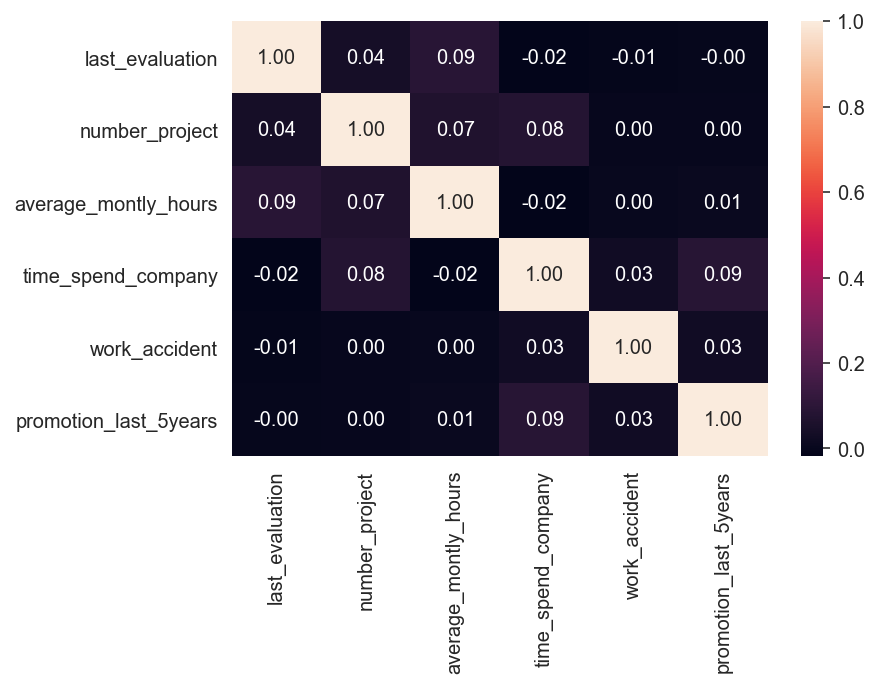 last_evaluation 1.00 0.04 0.09 -0.02 -0.01 -0.00
number_project 0.04 1.00 0.07 0.08 0.00 0.00
average_montly_hours 0.09 0.07 1.00 -0.02 0.00 0.01
time_spend_company -0.02 0.08 -0.02 1.00 0.03 0.09
work_accident -0.01 0.00 0.00 0.03 1.00 0.03
promotion_last_5years -0.00 0.00 0.01 0.09 0.03 1.00
last_evaluation
number_project
average_montly_hours
time_spend_company
work_accident
promotion_last_5years
1.0
0.8
0.6
0.4
0.2
0.0